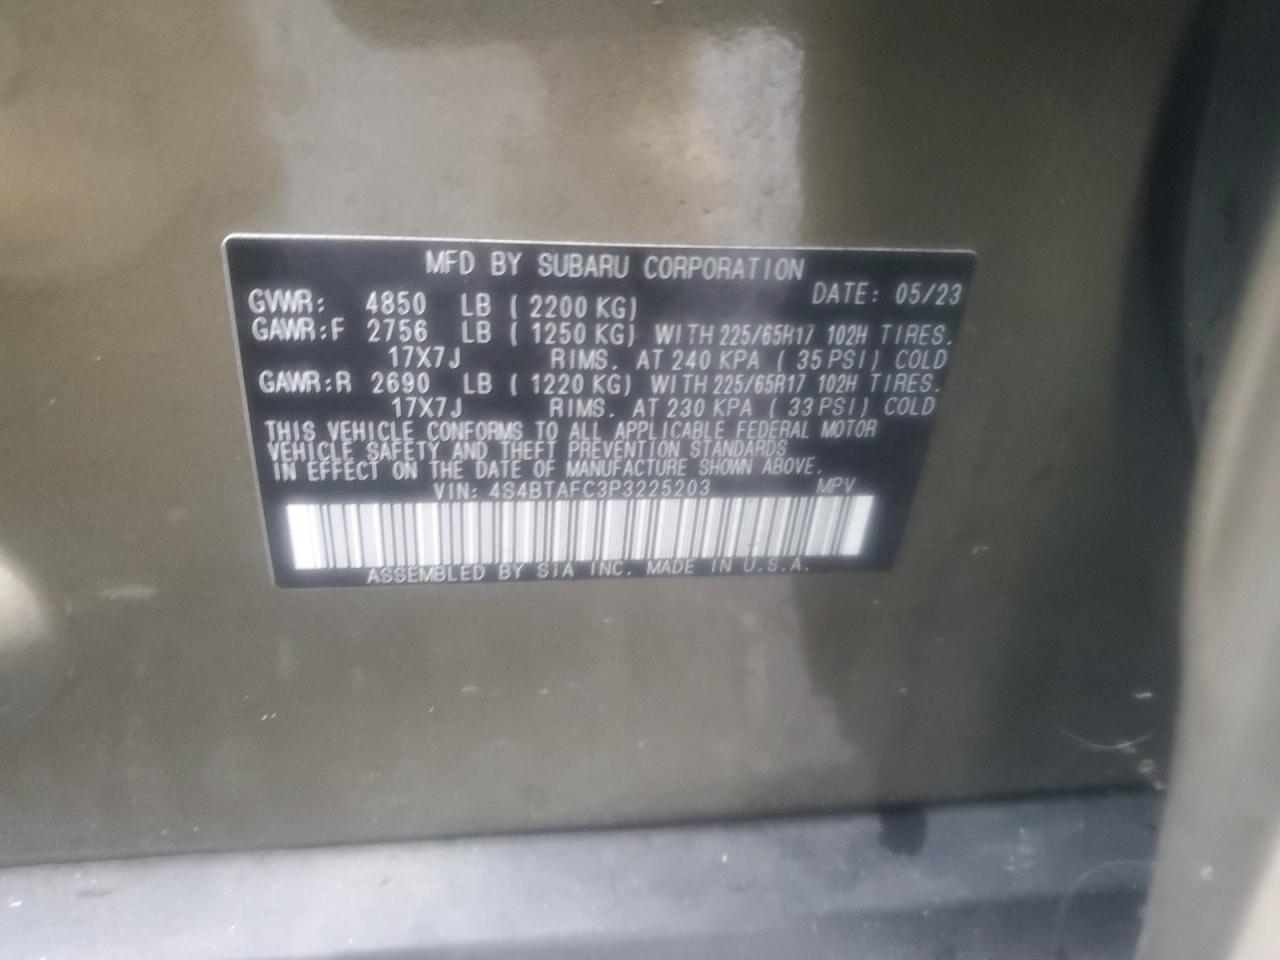 MFD BY SUBARU CORPORATION
DATE: 05/23
GVWR: 4850 LB ( 2200 KG)
GAWR:F 2756 LB ( 1250 KG) WITH 225/65R17 102H TIRES.
17X7J RIMS. AT 240 KPA ( 35 PSI) COLD
GAWR:R 2690 LB ( 1220 KG) WITH 225/65R17 102H TIRES.
17X7J RIMS. AT 230 KPA ( 33 PSI) COLD
THIS VEHICLE CONFORMS TO ALL APPLICABLE FEDERAL MOTOR
VEHICLE SAFETY AND THEFT PREVENTION STANDARDS
IN EFFECT ON THE DATE OF MANUFACTURE SHOWN ABOVE.
VIN: 4S4BTAFC3P3225203 MPV
ASSEMBLED BY SIA INC. MADE IN U.S.A.